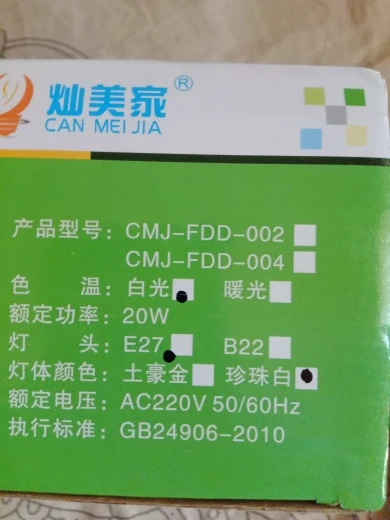 灿美家®
CAN MEI JIA
产品型号：CMJ-FDD-002
CMJ-FDD-004
色 温：白光 暖光
额定功率：20W
灯 头：E27 B22
灯体颜色：土豪金 珍珠白
额定电压：AC220V 50/60Hz
执行标准：GB24906-2010